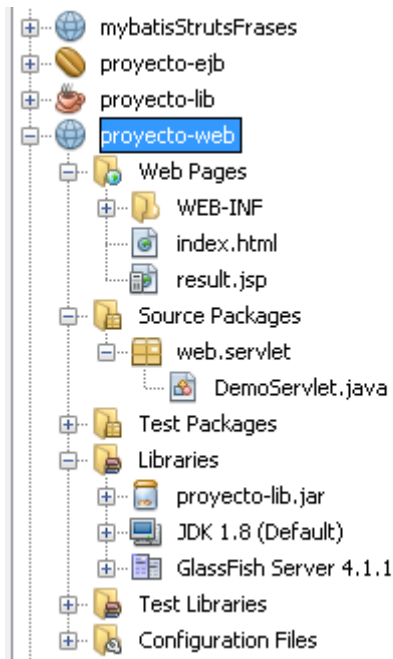 mybatisStrutsFrases
proyecto-ejb
proyecto-lib
proyecto-web
Web Pages
WEB-INF
index.html
result.jsp
Source Packages
web.servlet
DemoServlet.java
Test Packages
Libraries
proyecto-lib.jar
JDK 1.8 (Default)
GlassFish Server 4.1.1
Test Libraries
Configuration Files